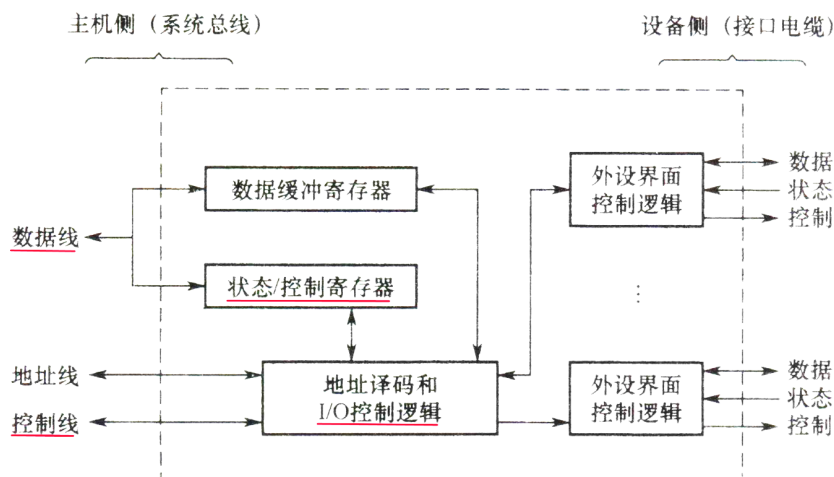 主机侧（系统总线）
设备侧（接口电缆）
数据缓冲寄存器
外设界面
控制逻辑
数据
状态
控制
数据线
状态/控制寄存器
地址线
控制线
地址译码和
I/O控制逻辑
外设界面
控制逻辑
数据
状态
控制